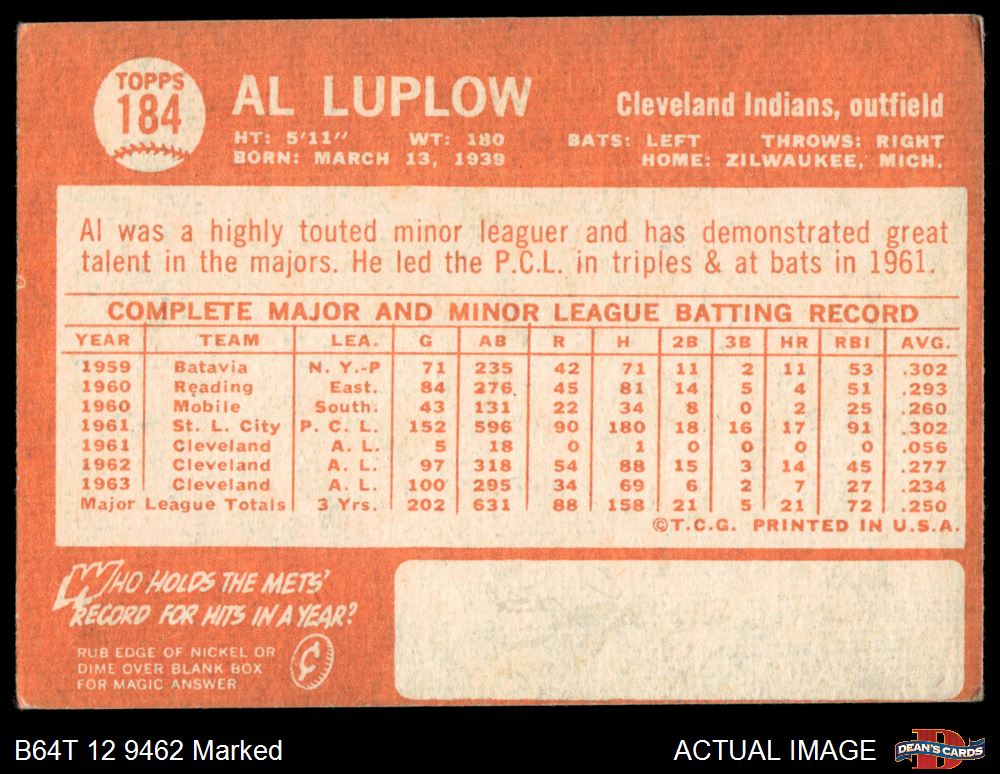 TOPPS
184
AL LUPLOW
Cleveland Indians, outfield
HT: 5'11" WT: 180 BATS: LEFT THROWS: RIGHT
BORN: MARCH 13, 1939 HOME: ZILWAUKEE, MICH.
Al was a highly touted minor leaguer and has demonstrated great
talent in the majors. He led the P.C.L. in triples & at bats in 1961.
COMPLETE MAJOR AND MINOR LEAGUE BATTING RECORD
YEAR TEAM LEA. G AB R H 2B 3B HR RBI AVG.
1959 Batavia N. Y.-P 71 235 42 71 11 2 11 53 .302
1960 Reading East. 84 276 45 81 14 5 4 51 .293
1960 Mobile South. 43 131 22 34 8 0 2 25 .260
1961 St. L. City P. C. L. 152 596 90 180 18 16 17 91 .302
1961 Cleveland A. L. 5 18 0 1 0 0 0 0 .056
1962 Cleveland A. L. 97 318 54 88 15 3 14 45 .277
1963 Cleveland A. L. 100 295 34 69 6 2 7 27 .234
Major League Totals 3 Yrs. 202 631 88 158 21 5 21 72 .250
©T.C.G. PRINTED IN U.S.A.
WHO HOLDS THE METS'
RECORD FOR HITS IN A YEAR?
RUB EDGE OF NICKEL OR
DIME OVER BLANK BOX
FOR MAGIC ANSWER
¢
B64T 12 9462 Marked
ACTUAL IMAGE
D
DEAN'S CARDS